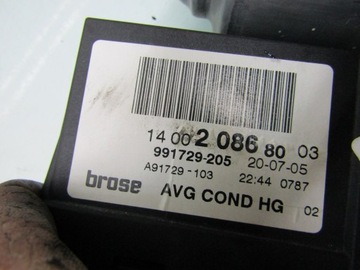 14 00 2 086 80 03
991729-205 20-07-05
A91729-103 22:44 0787
brose AVG COND HG 02